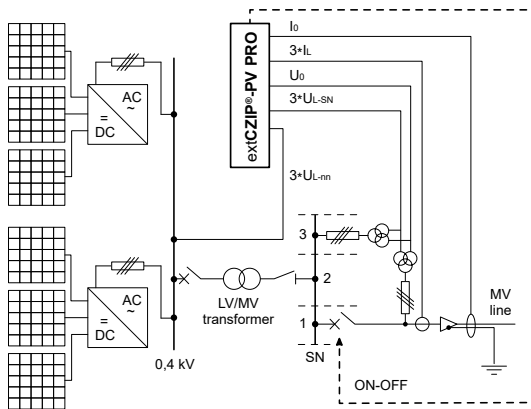 I0
3*IL
U0
3*UL-SN
3*UL-nn
extCZIP®-PV PRO
AC
~
=
DC
AC
~
=
DC
3
2
1
LV/MV
transformer
MV
line
0,4 kV
SN
ON-OFF